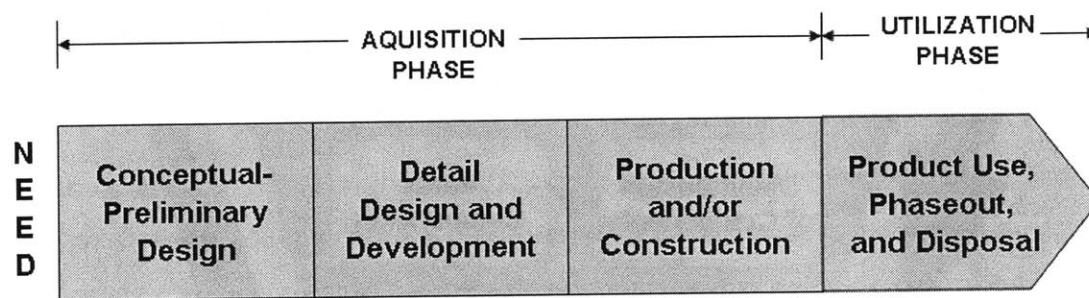 AQUISITION
PHASE
UTILIZATION
PHASE
NEED
Conceptual-
Preliminary
Design
Detail
Design and
Development
Production
and/or
Construction
Product Use,
Phaseout,
and Disposal